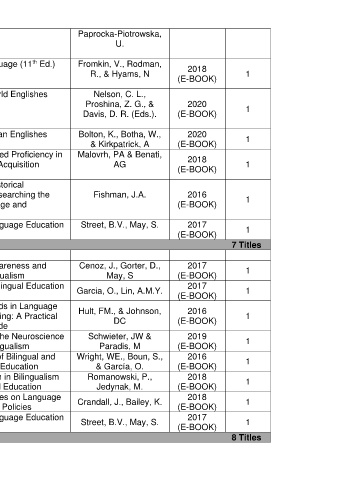 Paprocka-Piotrowska,
U.
uage (11th Ed.)
Fromkin, V., Rodman,
R., & Hyams, N
2018
(E-BOOK)
1
rld Englishes
Nelson, C. L.,
Proshina, Z. G., &
Davis, D. R. (Eds.).
2020
(E-BOOK)
1
an Englishes
Bolton, K., Botha, W.,
& Kirkpatrick, A
2020
(E-BOOK)
1
ed Proficiency in
Acquisition
Malovrh, PA & Benati,
AG
2018
(E-BOOK)
1
storical
searching the
ge and
Fishman, J.A.
2016
(E-BOOK)
1
guage Education
Street, B.V., May, S.
2017
(E-BOOK)
1
7 Titles
areness and
ualism
Cenoz, J., Gorter, D.,
May, S
2017
(E-BOOK)
1
lingual Education
Garcia, O., Lin, A.M.Y.
2017
(E-BOOK)
1
ds in Language
ing: A Practical
de
Hult, FM., & Johnson,
DC
2016
(E-BOOK)
1
he Neuroscience
ngualism
Schwieter, JW &
Paradis, M
2019
(E-BOOK)
1
of Bilingual and
Education
Wright, WE., Boun, S.,
& García, O.
2016
(E-BOOK)
1
n in Bilingualism
l Education
Romanowski, P.,
Jedynak, M.
2018
(E-BOOK)
1
es on Language
Policies
Crandall, J., Bailey, K.
2018
(E-BOOK)
1
guage Education
Street, B.V., May, S.
2017
(E-BOOK)
1
8 Titles